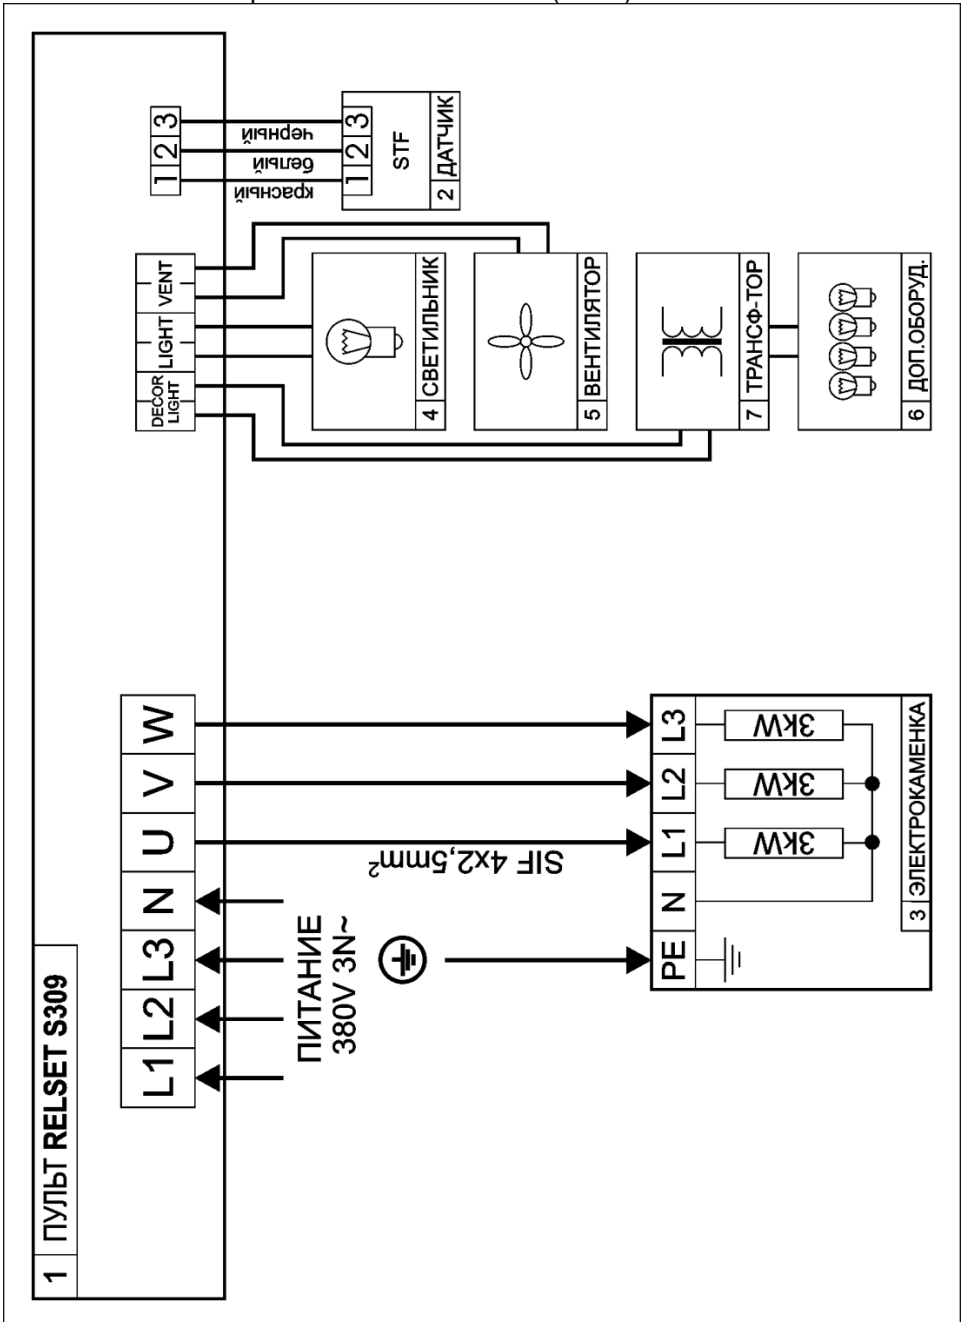 1 ПУЛЬТ RELSET S309
L1 L2 L3 N U V W
DECOR LIGHT
LIGHT
VENT
1 2 3
красный
белый
черный
1 2 3
STF
2 ДАТЧИК
4 СВЕТИЛЬНИК
5 ВЕНТИЛЯТОР
7 ТРАНСФ-ТОР
6 ДОП.ОБОРУД.
ПИТАНИЕ
380V 3N~
SIF 4x2,5mm²
PE N L1 L2 L3
3kW
3kW
3kW
3 ЭЛЕКТРОКАМЕНКА